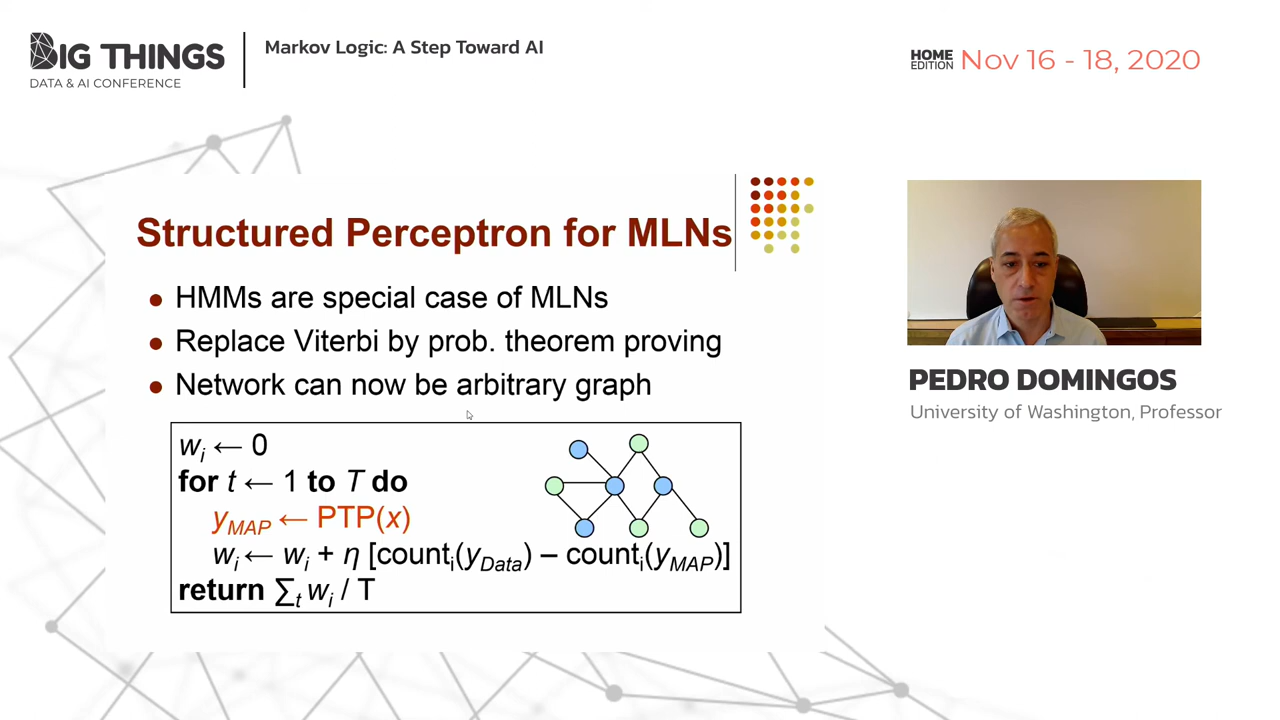 BIG THINGS
DATA & AI CONFERENCE
Markov Logic: A Step Toward AI
HOME
EDITION
Nov 16 - 18, 2020
Structured Perceptron for MLNs
• HMMs are special case of MLNs
• Replace Viterbi by prob. theorem proving
• Network can now be arbitrary graph
wᵢ ← 0
for t ← 1 to T do
y_MAP ← PTP(x)
wᵢ ← wᵢ + η [countᵢ(y_Data) – countᵢ(y_MAP)]
return ∑ₜ wᵢ / T
PEDRO DOMINGOS
University of Washington, Professor